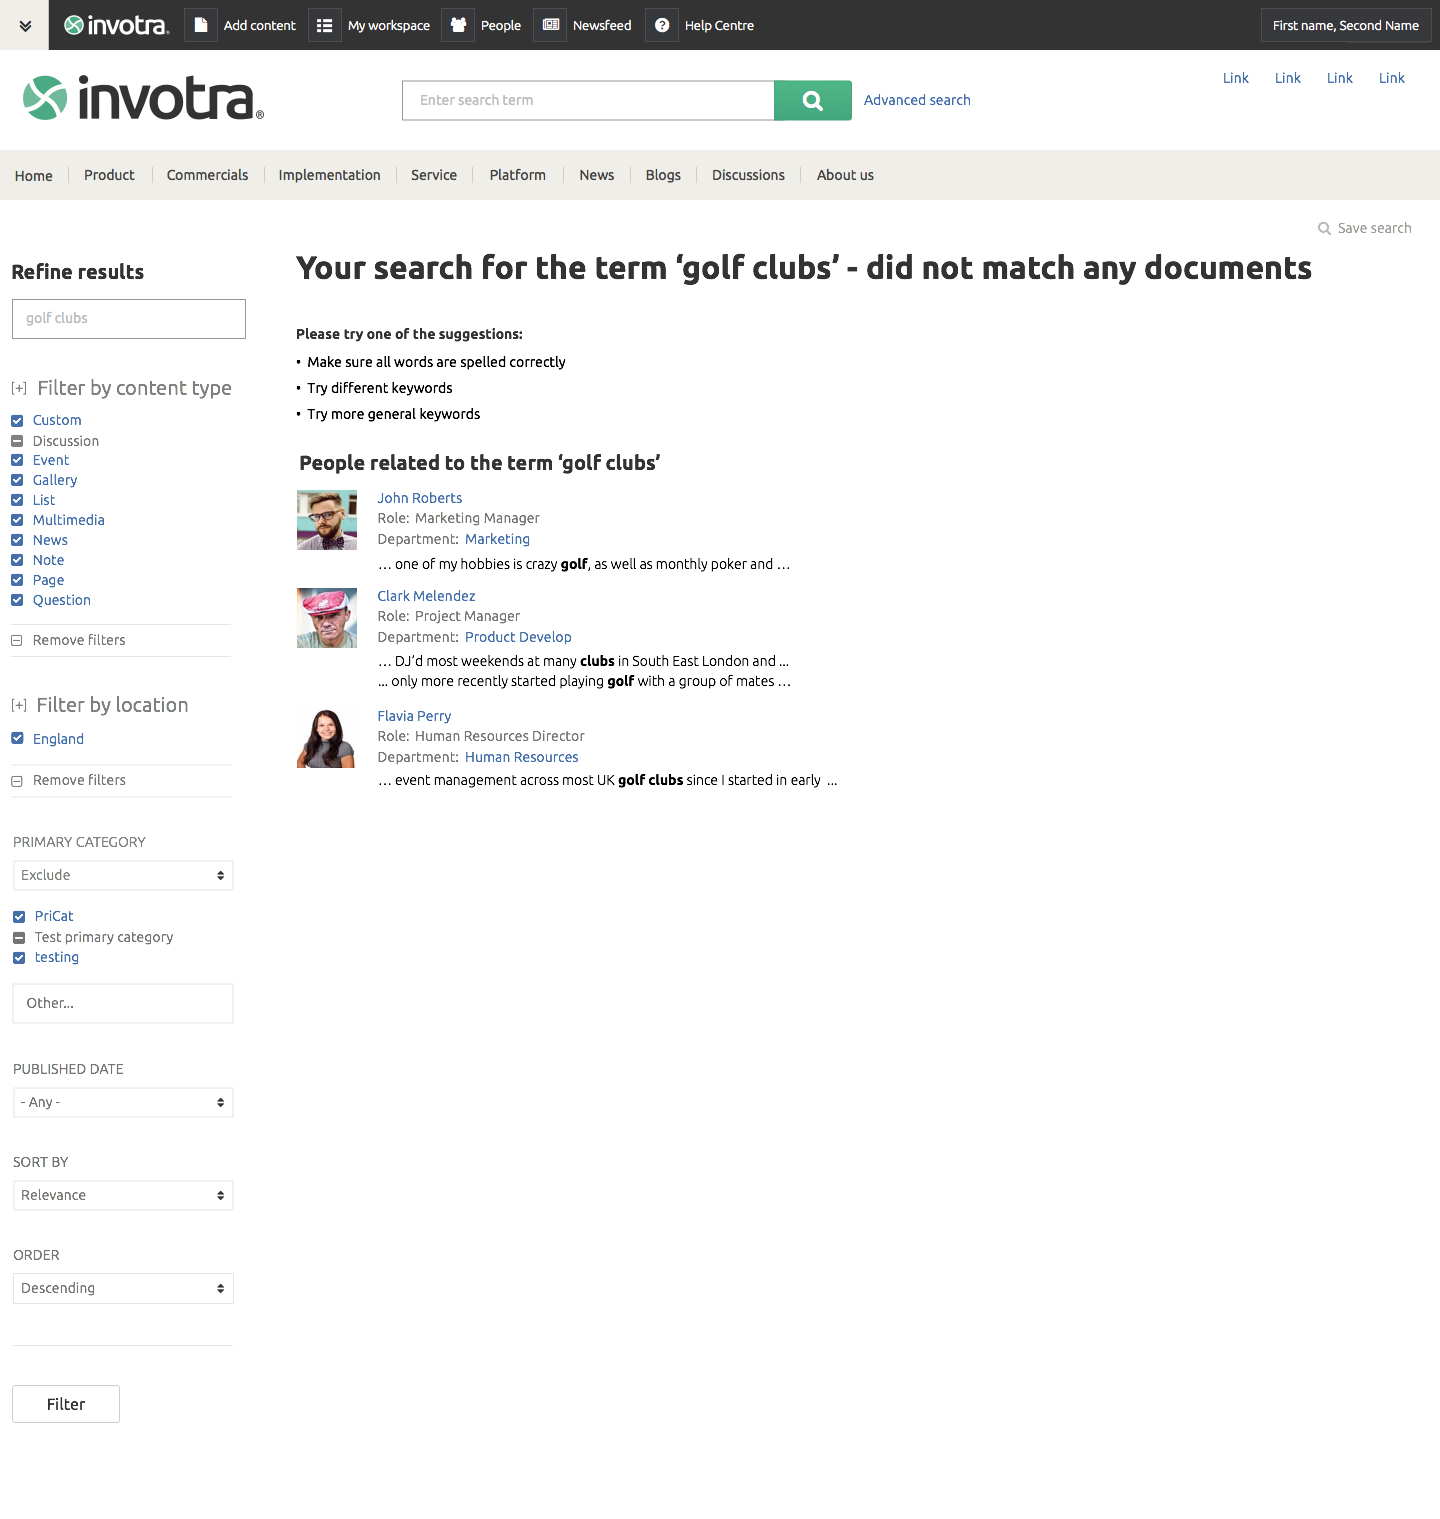 invotra. Add content My workspace People Newsfeed Help Centre First name, Second Name
invotra® Enter search term Advanced search Link Link Link Link
Home Product Commercials Implementation Service Platform News Blogs Discussions About us
Save search
Refine results
golf clubs
[+] Filter by content type
Custom
Discussion
Event
Gallery
List
Multimedia
News
Note
Page
Question
Remove filters
[+] Filter by location
England
Remove filters
PRIMARY CATEGORY
Exclude
PriCat
Test primary category
testing
Other...
PUBLISHED DATE
- Any -
SORT BY
Relevance
ORDER
Descending
Filter
Your search for the term ‘golf clubs’ - did not match any documents
Please try one of the suggestions:
• Make sure all words are spelled correctly
• Try different keywords
• Try more general keywords
People related to the term ‘golf clubs’
John Roberts
Role: Marketing Manager
Department: Marketing
... one of my hobbies is crazy golf, as well as monthly poker and ...
Clark Melendez
Role: Project Manager
Department: Product Develop
... DJ’d most weekends at many clubs in South East London and ...
... only more recently started playing golf with a group of mates ...
Flavia Perry
Role: Human Resources Director
Department: Human Resources
... event management across most UK golf clubs since I started in early ...